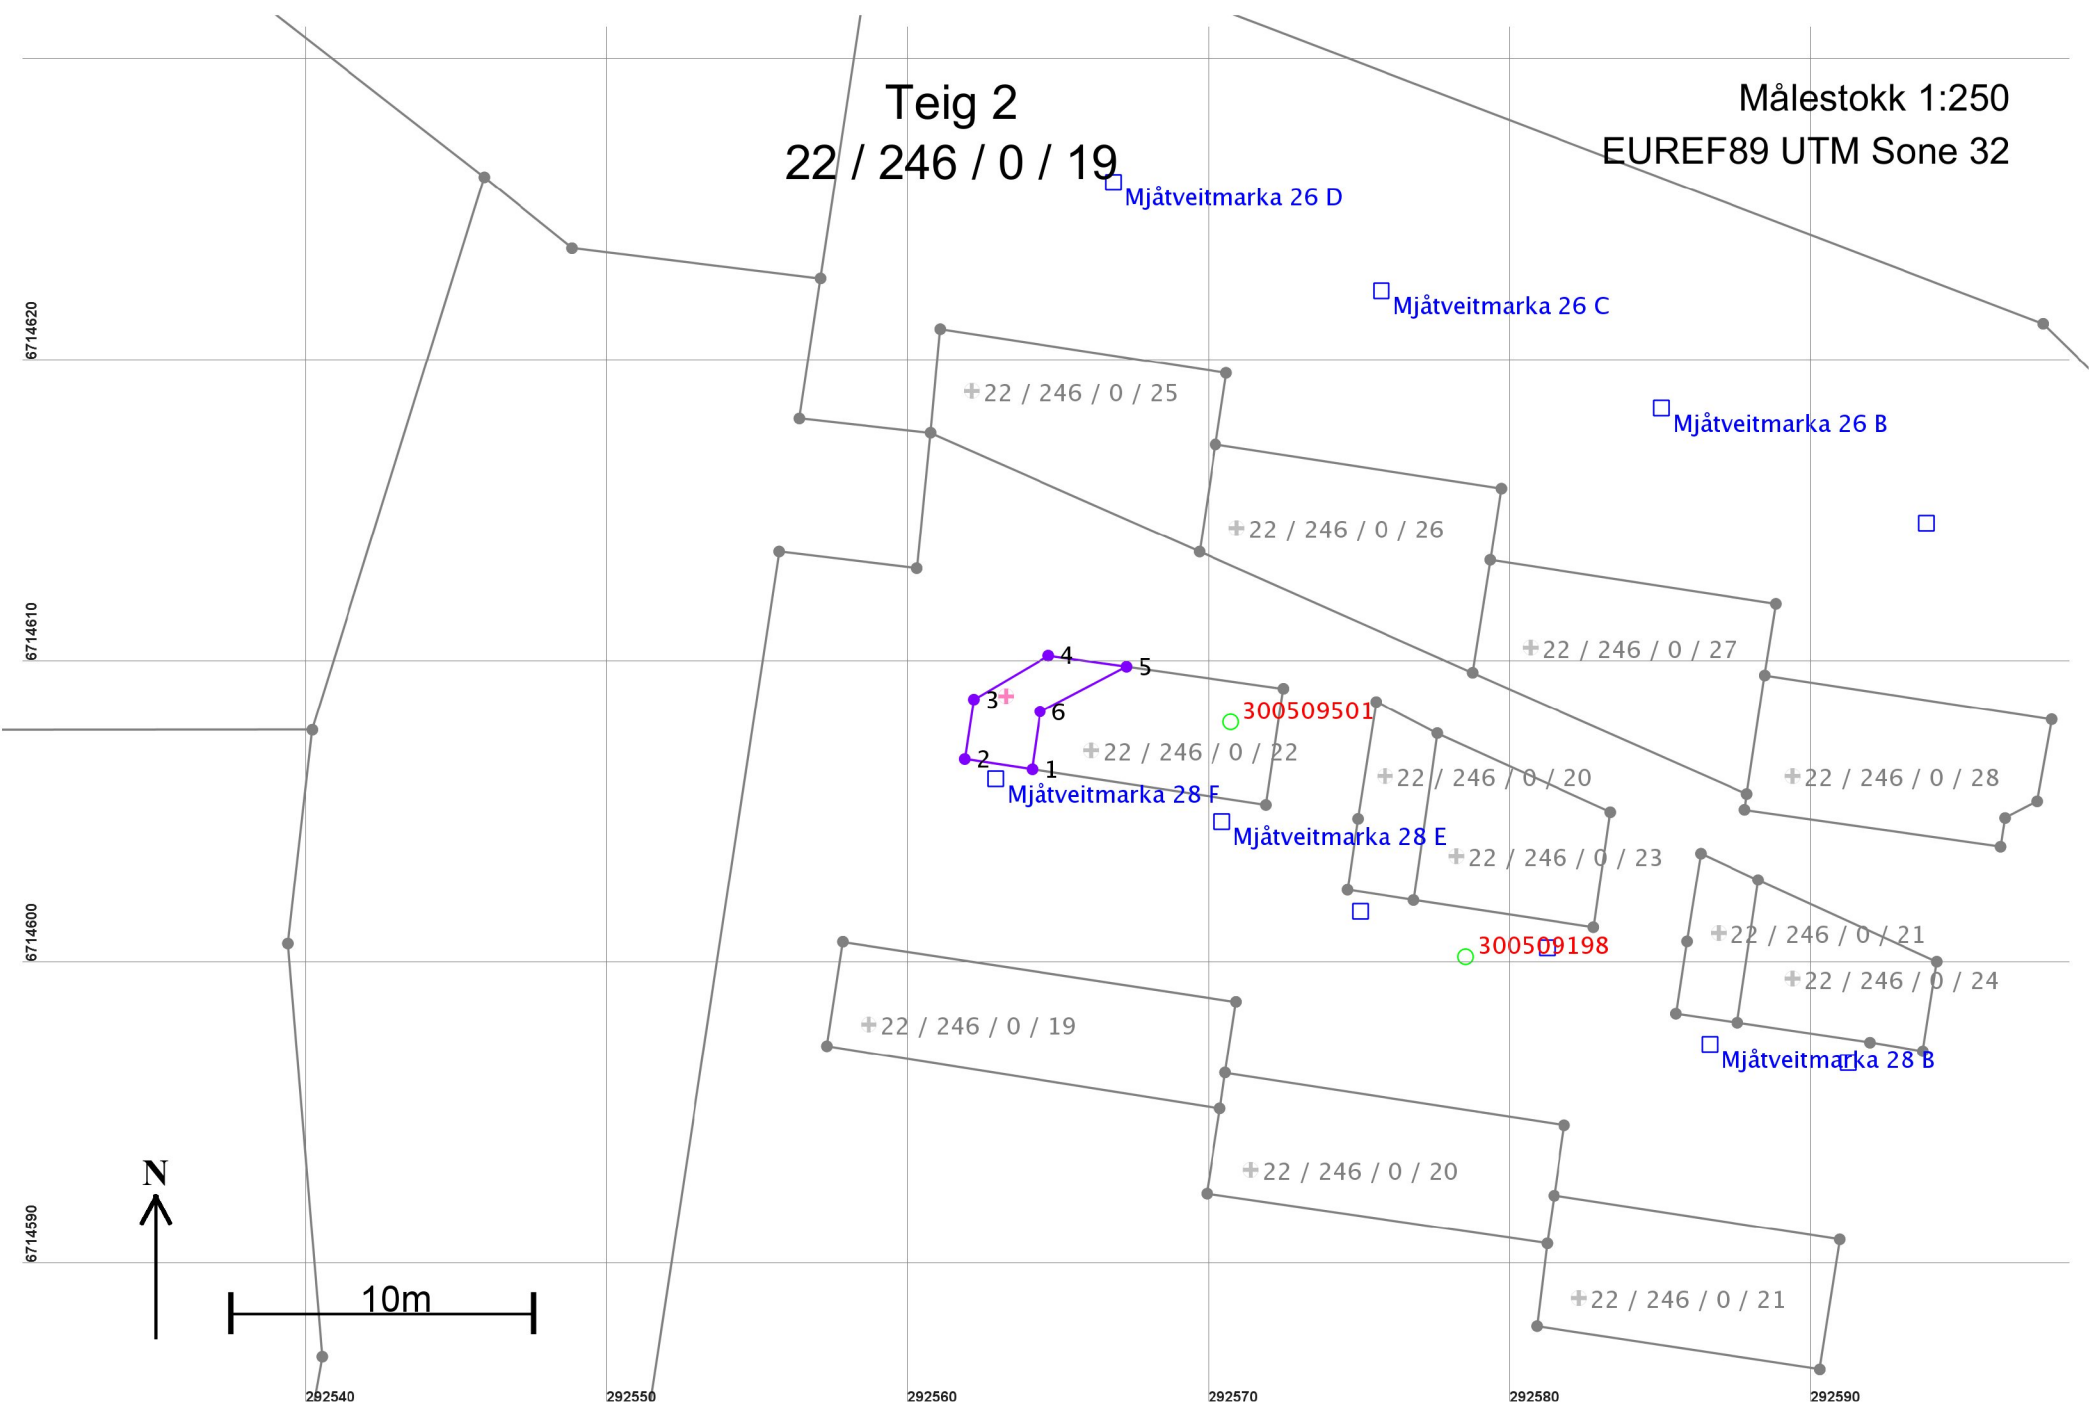 Teig 2
22 / 246 / 0 / 19
Målestokk 1:250
EUREF89 UTM Sone 32
Mjåtveitmarka 26 D
Mjåtveitmarka 26 C
6714620
22 / 246 / 0 / 25
Mjåtveitmarka 26 B
22 / 246 / 0 / 26
6714610
22 / 246 / 0 / 27
4
5
3
6
300509501
22 / 246 / 0 / 22
2
1
22 / 246 / 0 / 20
22 / 246 / 0 / 28
Mjåtveitmarka 28 F
Mjåtveitmarka 28 E
22 / 246 / 0 / 23
6714600
22 / 246 / 0 / 21
300509198
22 / 246 / 0 / 24
22 / 246 / 0 / 19
Mjåtveitmarka 28 B
N
22 / 246 / 0 / 20
6714590
10m
22 / 246 / 0 / 21
292540
292550
292560
292570
292580
292590